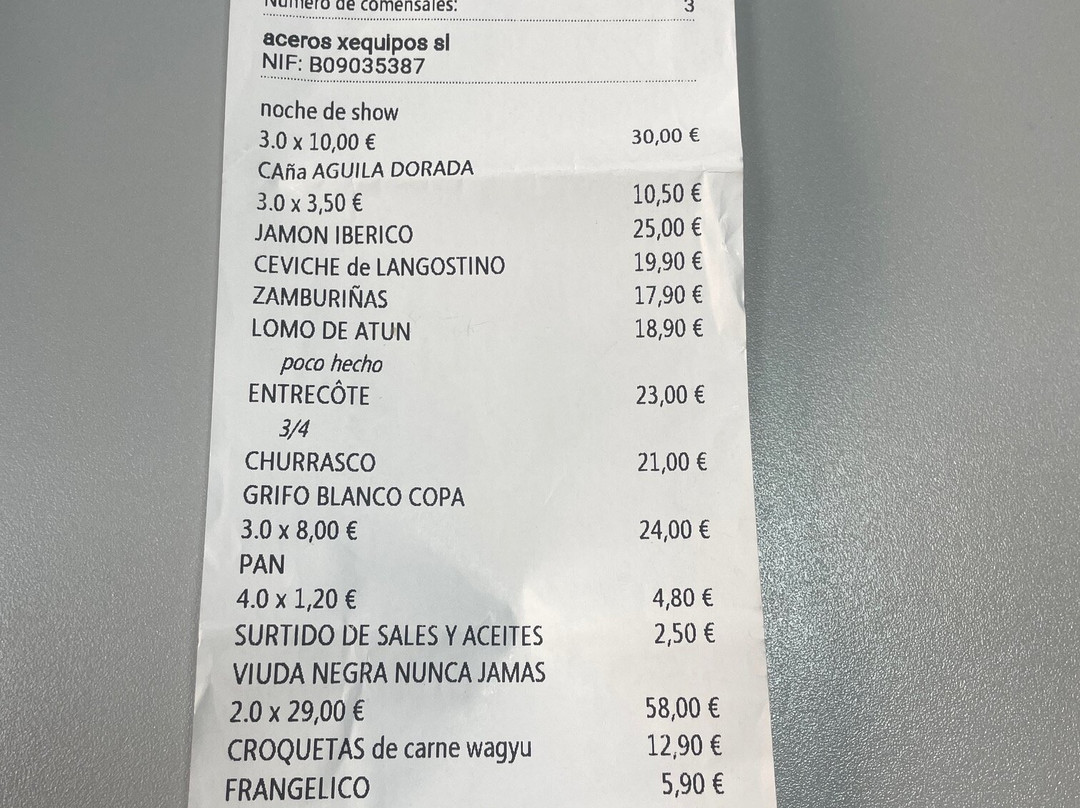 Número de comensales: 3
aceros xequipos sl
NIF: B09035387
noche de show
3.0 x 10,00 € 30,00 €
CAña AGUILA DORADA
3.0 x 3,50 € 10,50 €
JAMON IBERICO 25,00 €
CEVICHE de LANGOSTINO 19,90 €
ZAMBURIÑAS 17,90 €
LOMO DE ATUN 18,90 €
poco hecho
ENTRECÔTE 23,00 €
3/4
CHURRASCO 21,00 €
GRIFO BLANCO COPA
3.0 x 8,00 € 24,00 €
PAN
4.0 x 1,20 € 4,80 €
SURTIDO DE SALES Y ACEITES 2,50 €
VIUDA NEGRA NUNCA JAMAS
2.0 x 29,00 € 58,00 €
CROQUETAS de carne wagyu 12,90 €
FRANGELICO 5,90 €